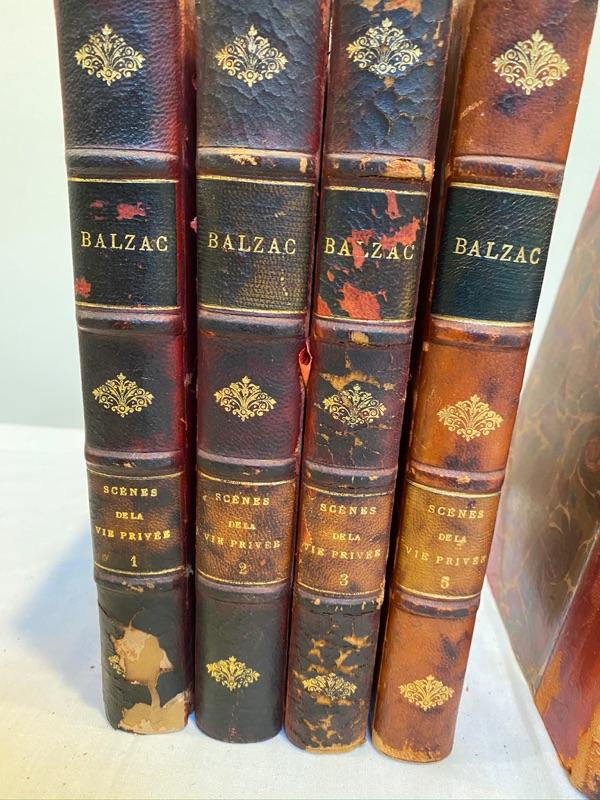 BALZAC
SCÈNES
DE LA
VIE PRIVÉE
1
BALZAC
SCÈNES
DE LA
VIE PRIVÉE
2
BALZAC
SCÈNES
DE LA
VIE PRIVÉE
3
BALZAC
SCÈNES
DE LA
VIE PRIVÉE
5